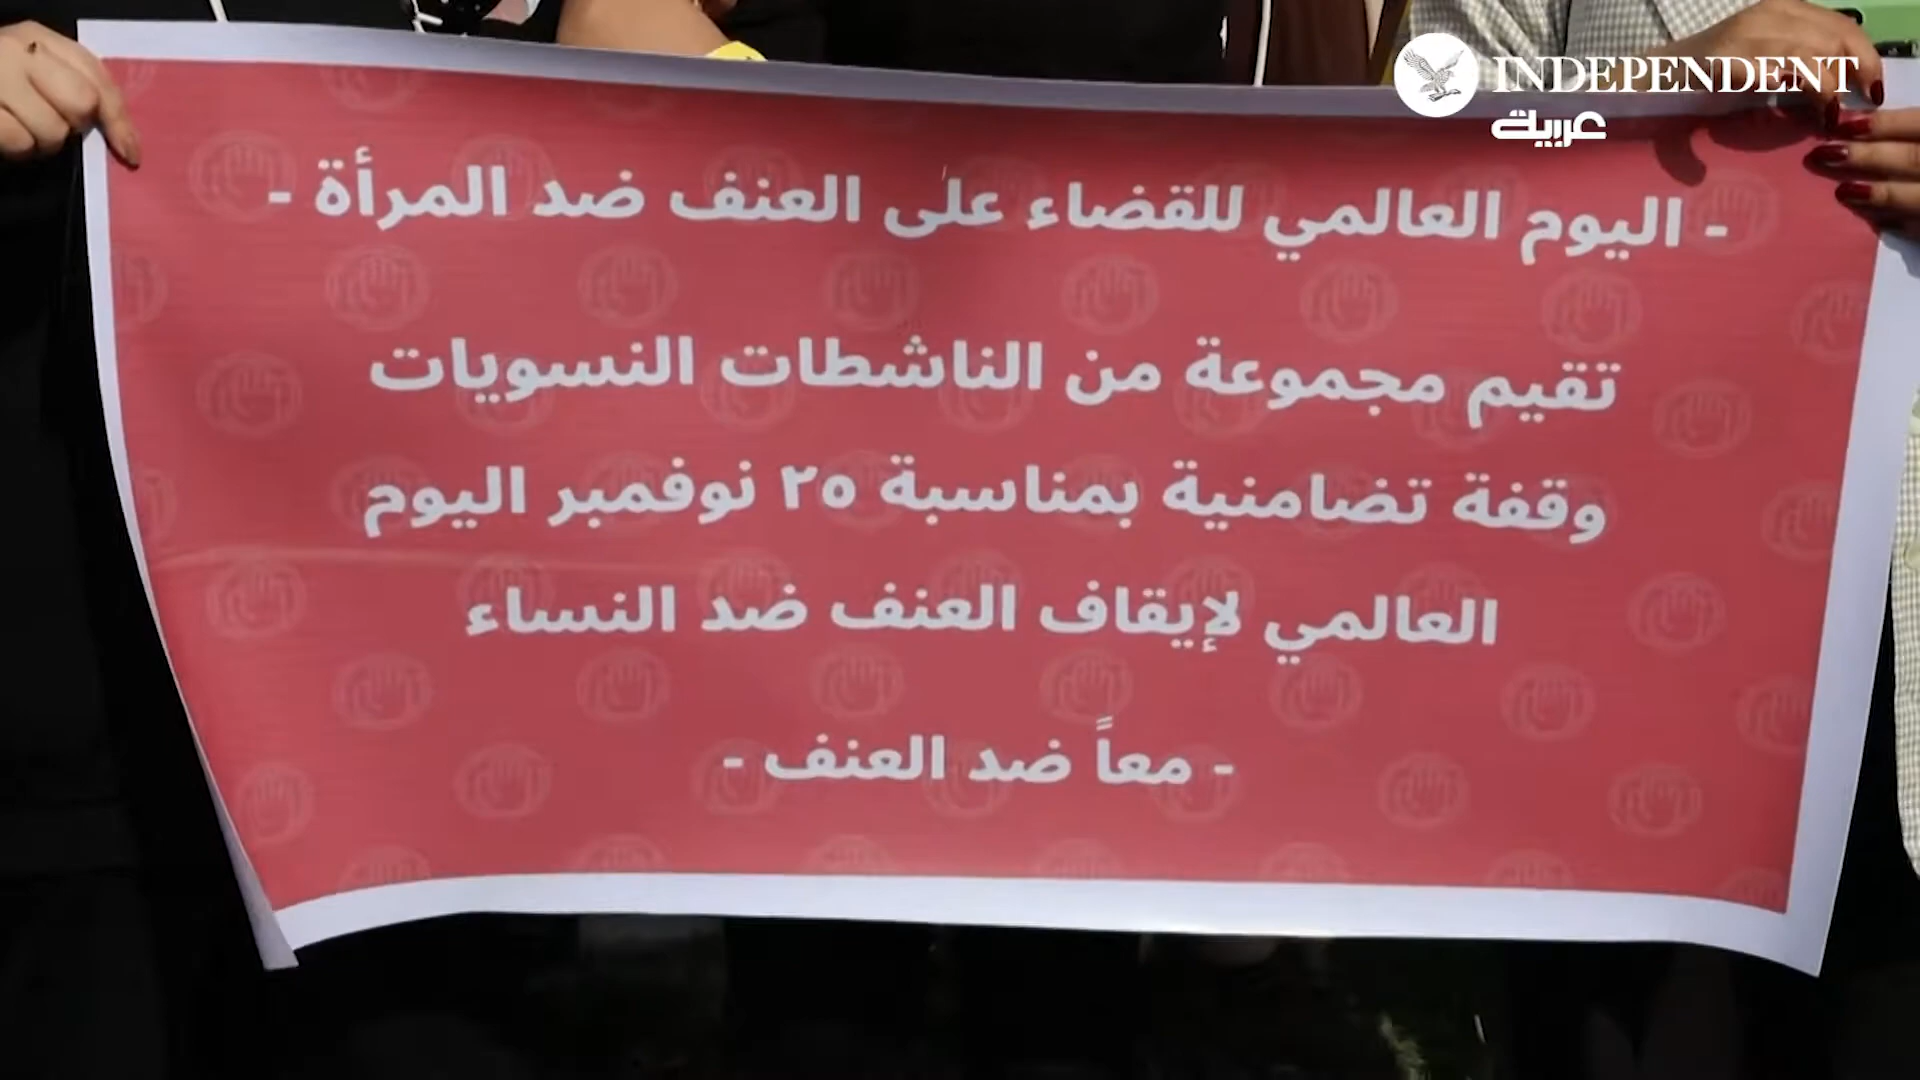 INDEPENDENT
عربية
- اليوم العالمي للقضاء على العنف ضد المرأة -
تقيم مجموعة من الناشطات النسويات
وقفة تضامنية بمناسبة ٢٥ نوفمبر اليوم
العالمي لإيقاف العنف ضد النساء
- معاً ضد العنف -